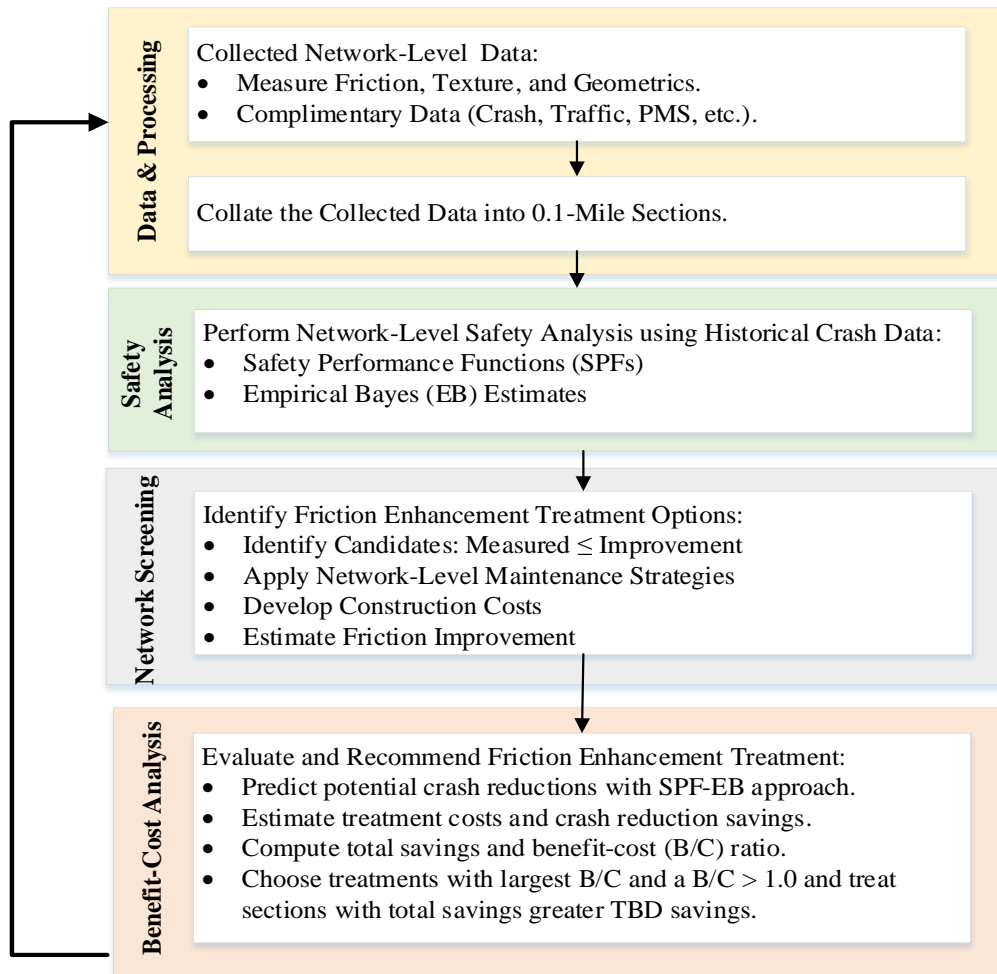 Data & Processing
Collected Network-Level Data:
• Measure Friction, Texture, and Geometrics.
• Complimentary Data (Crash, Traffic, PMS, etc.).
Collate the Collected Data into 0.1-Mile Sections.
Safety
Analysis
Perform Network-Level Safety Analysis using Historical Crash Data:
• Safety Performance Functions (SPFs)
• Empirical Bayes (EB) Estimates
Network Screening
Identify Friction Enhancement Treatment Options:
• Identify Candidates: Measured ≤ Improvement
• Apply Network-Level Maintenance Strategies
• Develop Construction Costs
• Estimate Friction Improvement
Benefit-Cost Analysis
Evaluate and Recommend Friction Enhancement Treatment:
• Predict potential crash reductions with SPF-EB approach.
• Estimate treatment costs and crash reduction savings.
• Compute total savings and benefit-cost (B/C) ratio.
• Choose treatments with largest B/C and a B/C > 1.0 and treat
sections with total savings greater TBD savings.